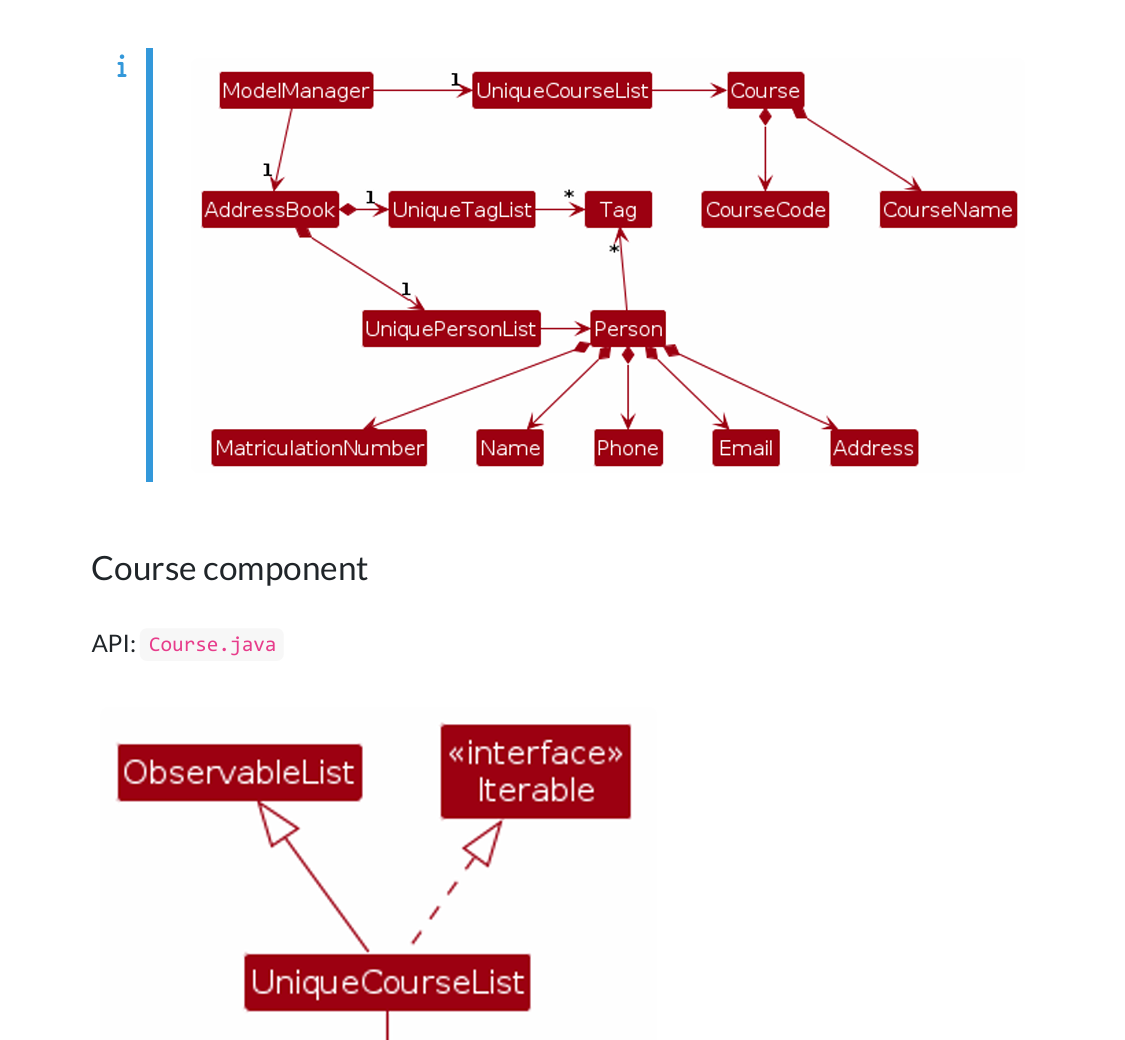 i
1
ModelManager UniqueCourseList Course
1 1 *
AddressBook UniqueTagList Tag CourseCode CourseName
*
1
UniquePersonList Person
MatriculationNumber Name Phone Email Address
Course component
API: Course.java
«interface»
ObservableList
Iterable
UniqueCourseList